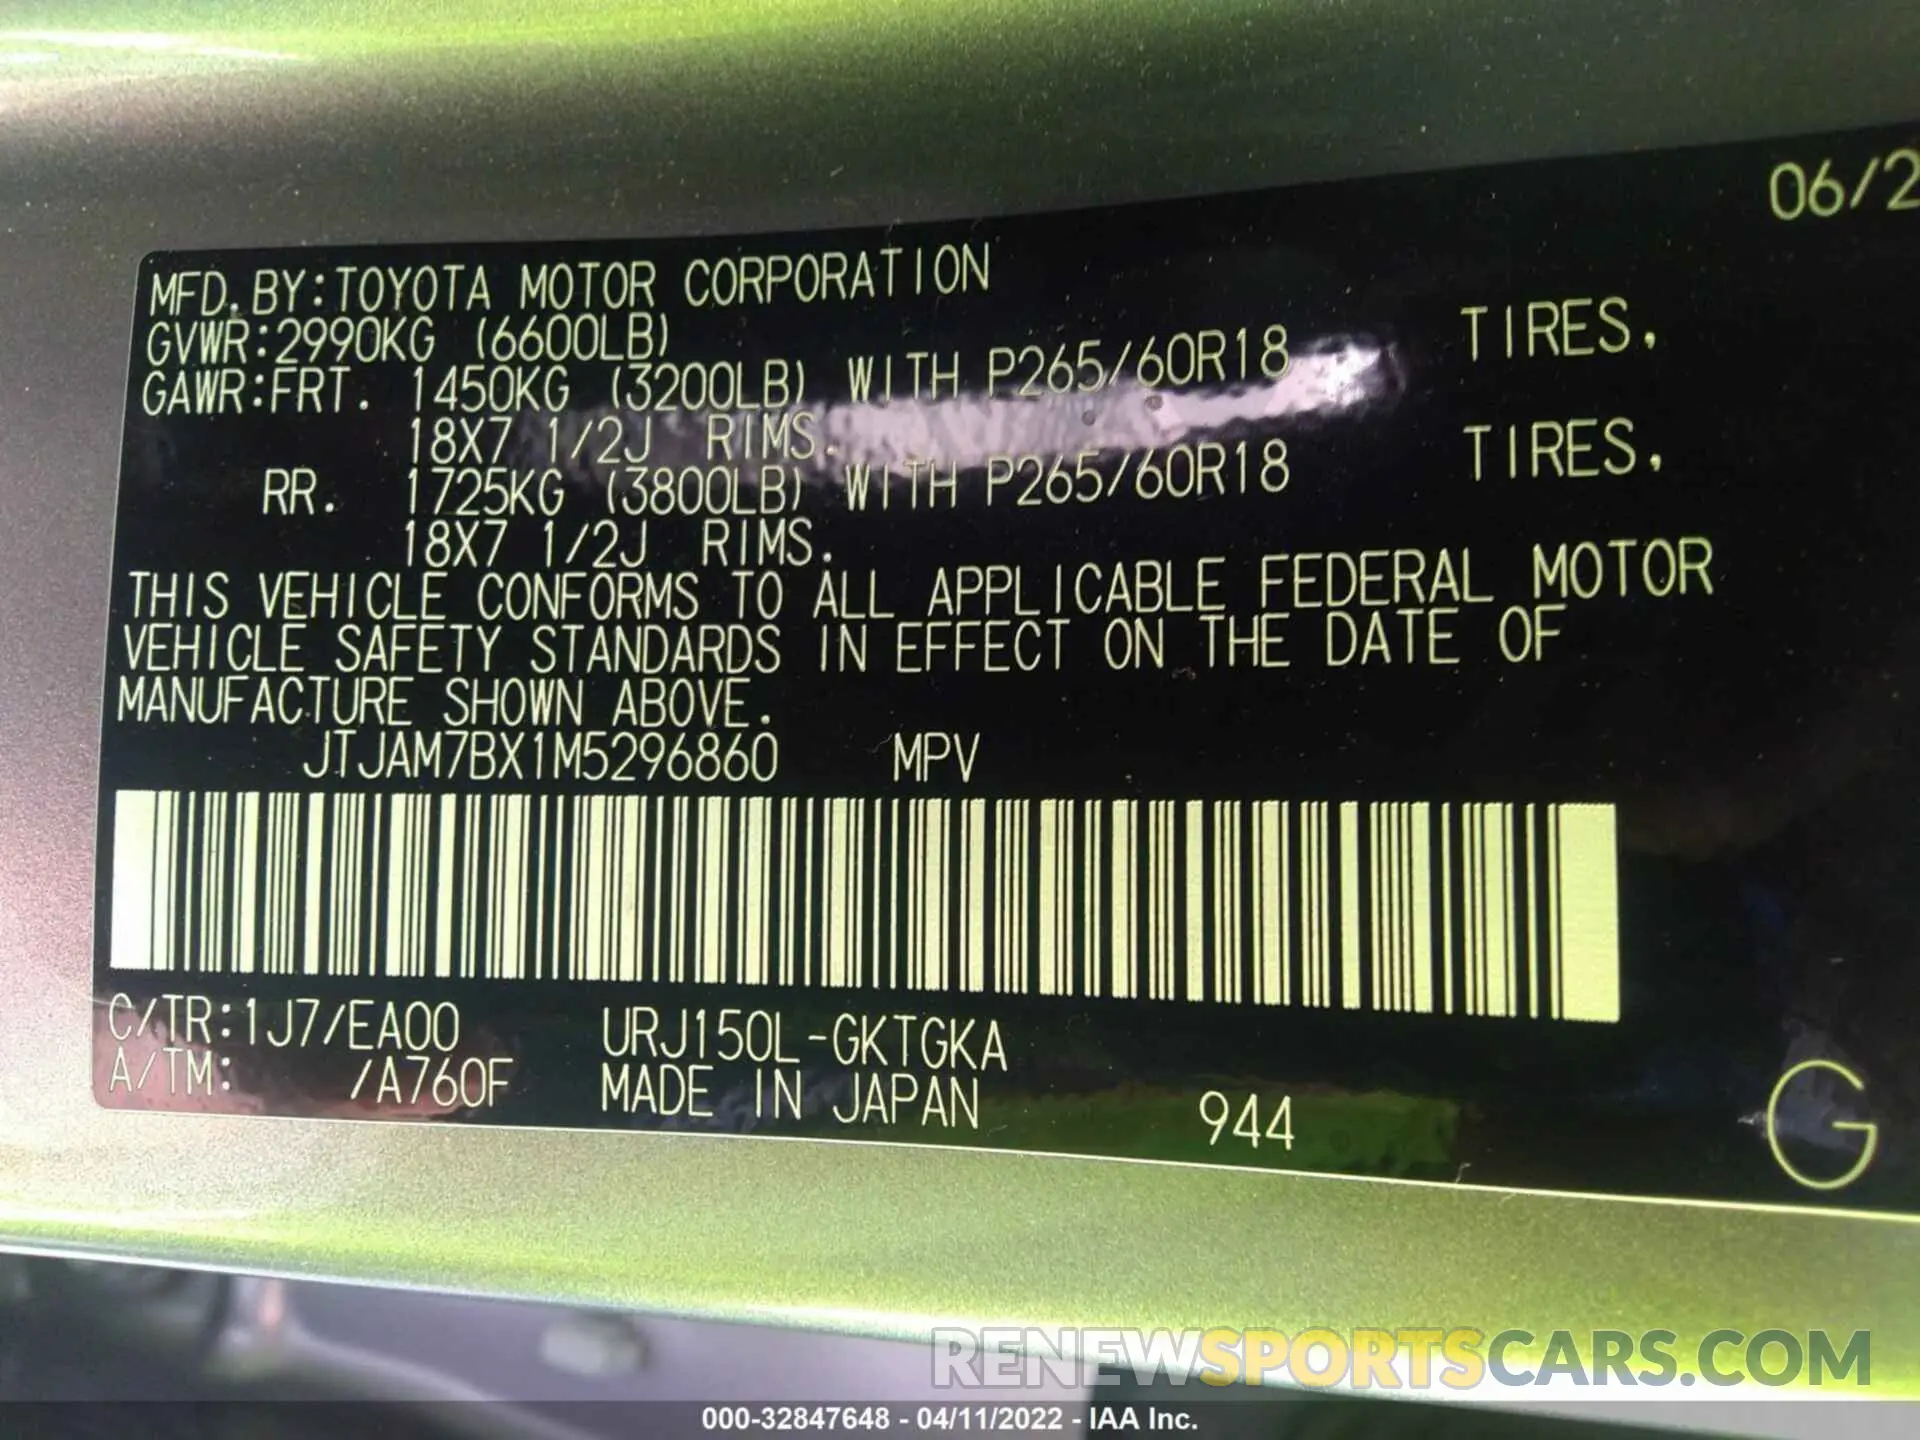 06/2
MFD.BY:TOYOTA MOTOR CORPORATION
GVWR:2990KG (6600LB)
GAWR:FRT. 1450KG (3200LB) WITH P265/60R18 TIRES,
18X7 1/2J RIMS.
RR. 1725KG (3800LB) WITH P265/60R18 TIRES,
18X7 1/2J RIMS.
THIS VEHICLE CONFORMS TO ALL APPLICABLE FEDERAL MOTOR
VEHICLE SAFETY STANDARDS IN EFFECT ON THE DATE OF
MANUFACTURE SHOWN ABOVE.
JTJAM7BX1M5296860 MPV
C/TR:1J7/EA00 URJ150L-GKTGKA
A/TM: /A760F MADE IN JAPAN 944 G
RENEWSPORTSCARS.COM
000-32847648 - 04/11/2022 - IAA Inc.